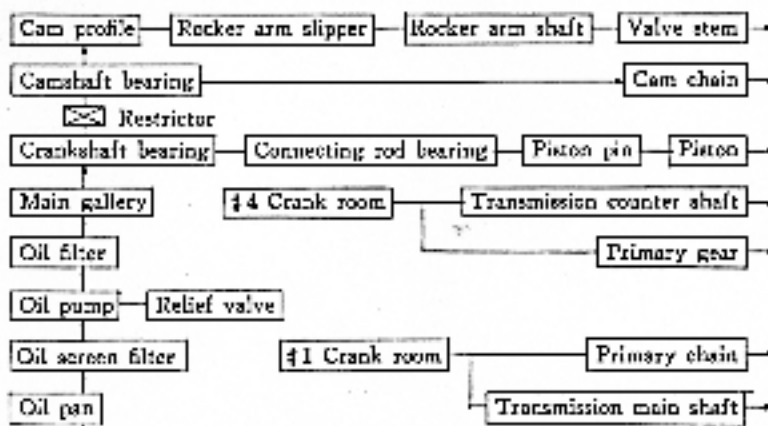 Cam profile Rocker arm slipper Rocker arm shaft Valve stem
Camshaft bearing Cam chain
Restrictor
Crankshaft bearing Connecting rod bearing Piston pin Piston
Main gallery #4 Crank room Transmission counter shaft
Oil filter Primary gear
Oil pump Relief valve
Oil screen filter #1 Crank room Primary chain
Oil pan Transmission main shaft